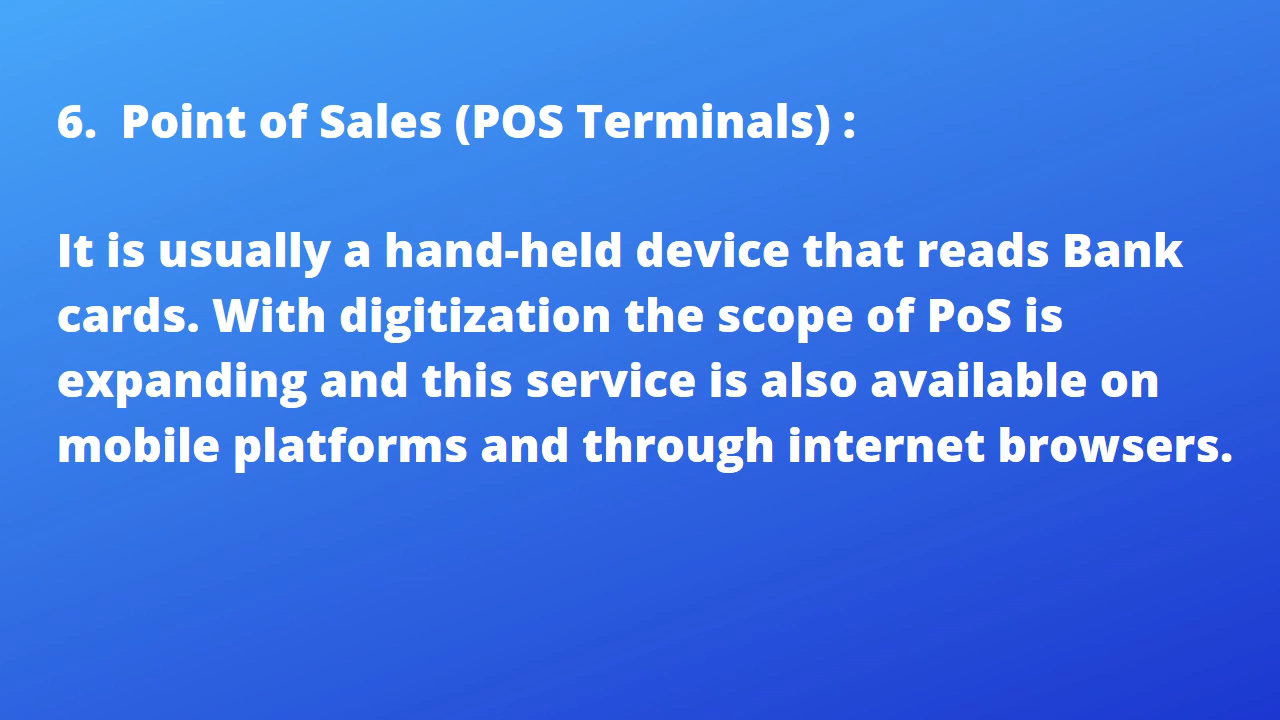 6.  Point of Sales (POS Terminals) :
It is usually a hand-held device that reads Bank
cards. With digitization the scope of PoS is
expanding and this service is also available on
mobile platforms and through internet browsers.